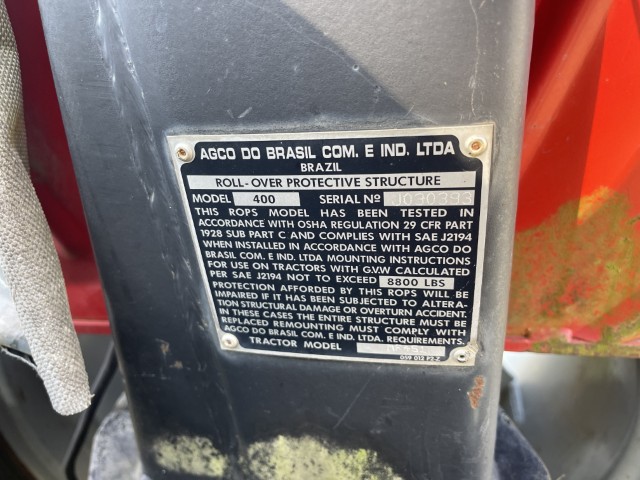 AGCO DO BRASIL COM. E IND. LTDA
BRAZIL
ROLL-OVER PROTECTIVE STRUCTURE
MODEL 400 SERIAL Nº J030393
THIS ROPS MODEL HAS BEEN TESTED IN
ACCORDANCE WITH OSHA REGULATION 29 CFR PART
1928 SUB PART C AND COMPLIES WITH SAE J2194
WHEN INSTALLED IN ACCORDANCE WITH AGCO DO
BRASIL COM. E IND. LTDA MOUNTING INSTRUCTIONS
FOR USE ON TRACTORS WITH G.V.W CALCULATED
PER SAE J2194 NOT TO EXCEED 8800 LBS
PROTECTION AFFORDED BY THIS ROPS WILL BE
IMPAIRED IF IT HAS BEEN SUBJECTED TO ALTERA-
TION STRUCTURAL DAMAGE OR OVERTURN ACCIDENT.
IN THESE CASES THE ENTIRE STRUCTURE MUST BE
REPLACED REMOUNTING MUST COMPLY WITH
AGCO DO BRASIL COM. E IND. LTDA. REQUIREMENTS.
TRACTOR MODEL
059 012 P2 Z